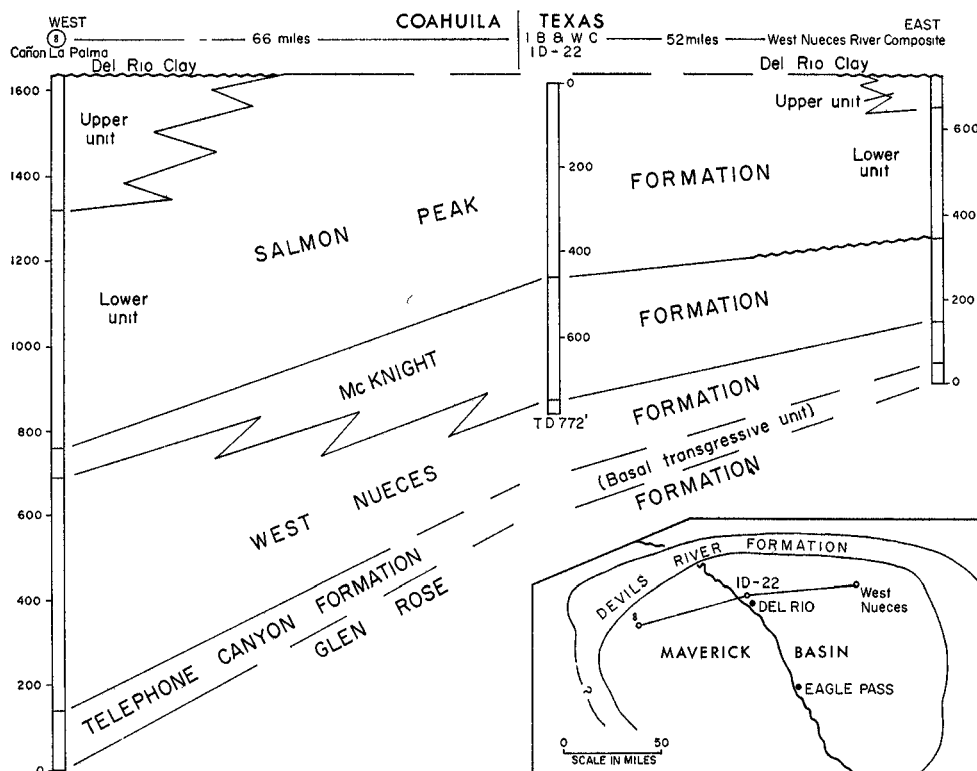 WEST
COAHUILA
TEXAS
EAST
8
66 miles
I B & W C
52 miles
West Nueces River Composite
Cañon La Palma
ID-22
Del Rio Clay
Del Rio Clay
1600
1400
1200
1000
800
600
400
200
0
Upper
unit
Lower
unit
0
200
400
600
TD 772'
Upper unit
Lower
unit
600
400
200
0
SALMON PEAK FORMATION
McKNIGHT FORMATION
WEST NUECES FORMATION
(Basal transgressive unit)
TELEPHONE CANYON FORMATION
GLEN ROSE FORMATION
DEVILS RIVER FORMATION
ID-22
DEL RIO
West
Nueces
8
MAVERICK BASIN
EAGLE PASS
?
0 50
SCALE IN MILES